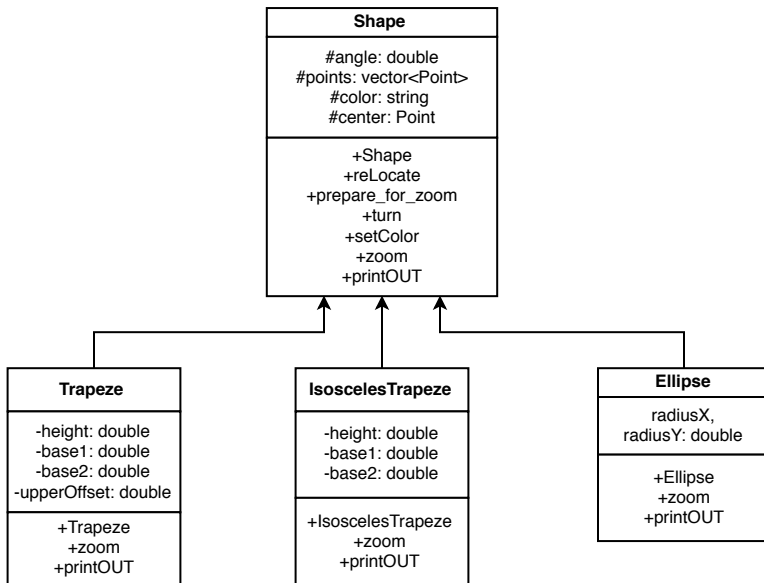 Shape
#angle: double
#points: vector<Point>
#color: string
#center: Point
+Shape
+reLocate
+prepare_for_zoom
+turn
+setColor
+zoom
+printOUT
Trapeze
-height: double
-base1: double
-base2: double
-upperOffset: double
+Trapeze
+zoom
+printOUT
IsoscelesTrapeze
-height: double
-base1: double
-base2: double
+IsoscelesTrapeze
+zoom
+printOUT
Ellipse
radiusX,
radiusY: double
+Ellipse
+zoom
+printOUT